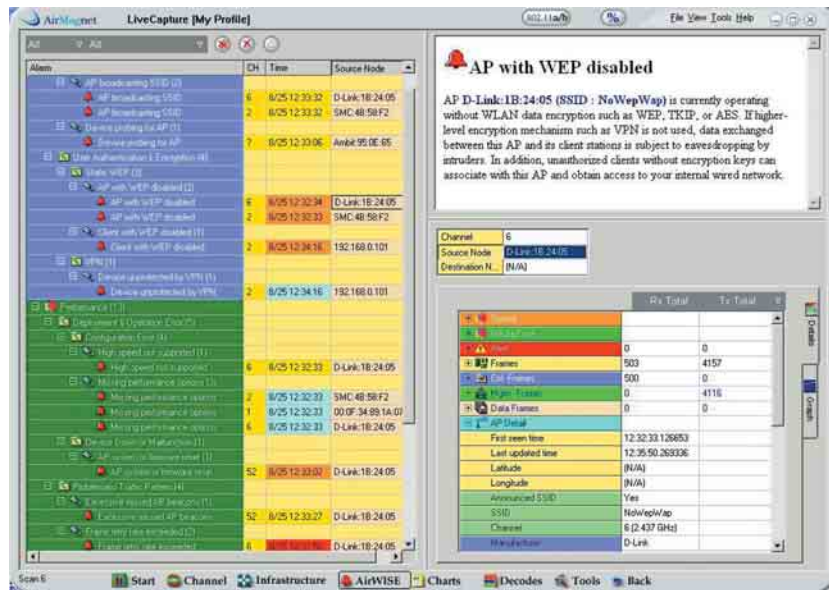 AirMagnet LiveCapture [My Profile] 802.11a/b % File View Tools Help
All All
Alarm CH Time Source Node
AP broadcasting SSID (2)
AP broadcasting SSID 6 8/25 12:33:32 D-Link:1B:24:05
AP broadcasting SSID 2 8/25 12:33:32 SMC:48:58:F2
Device probing for AP (1)
Device probing for AP 7 8/25 12:33:06 Ambit:95:0E:65
User Authentication & Encryption (4)
Static WEP (3)
AP with WEP disabled (2)
AP with WEP disabled 6 8/25 12:32:34 D-Link:1B:24:05
AP with WEP disabled 2 8/25 12:32:33 SMC:48:58:F2
Client with WEP disabled (1)
Client with WEP disabled 2 8/25 12:34:16 192.168.0.101
VPN (1)
Device unprotected by VPN (1)
Device unprotected by VPN 2 8/25 12:34:16 192.168.0.101
Performance (13)
Deployment & Operation Error (5)
Configuration Error (4)
High speed not supported (1)
High speed not supported 6 8/25 12:32:33 D-Link:1B:24:05
Missing performance options (3)
Missing performance options 2 8/25 12:32:33 SMC:48:58:F2
Missing performance options 1 8/25 12:32:33
Missing performance options 6 8/25 12:32:33 D-Link:1B:24:05
Device Down or Malfunction (1)
AP system or firmware reset (1)
AP system or firmware reset 52 8/25 12:33:02 D-Link:1B:24:05
Problematic Traffic Pattern (4)
Excessive missed AP beacons (1)
Excessive missed AP beacons 52 8/25 12:33:27 D-Link:1B:24:05
Frame retry rate exceeded (2)
Frame retry rate exceeded 6 D-Link:1B:24:05
AP with WEP disabled
AP D-Link:1B:24:05 (SSID : NoWepWap) is currently operating
without WLAN data encryption such as WEP, TKIP, or AES. If higher-
level encryption mechanism such as VPN is not used, data exchanged
between this AP and its client stations is subject to eavesdropping by
intruders. In addition, unauthorized clients without encryption keys can
associate with this AP and obtain access to your internal wired network.
Channel 6
Source Node D-Link:1B:24:05
Destination N... (N/A)
Rx Total Tx Total
Speed
Alert 0 0
Frames 503 4157
Ctrl. Frames 500 0
Mgm. Frames 0 4116
Data Frames 0 0
AP Detail
First seen time 12:32:33.126653
Last updated time 12:35:50.269336
Latitude (N/A)
Longitude (N/A)
Announced SSID Yes
SSID NoWepWap
Channel 6 (2.437 GHz)
Manufacturer D-Link
Details
Graph
Scan 6 Start Channel Infrastructure AirWISE Charts Decodes Tools Back